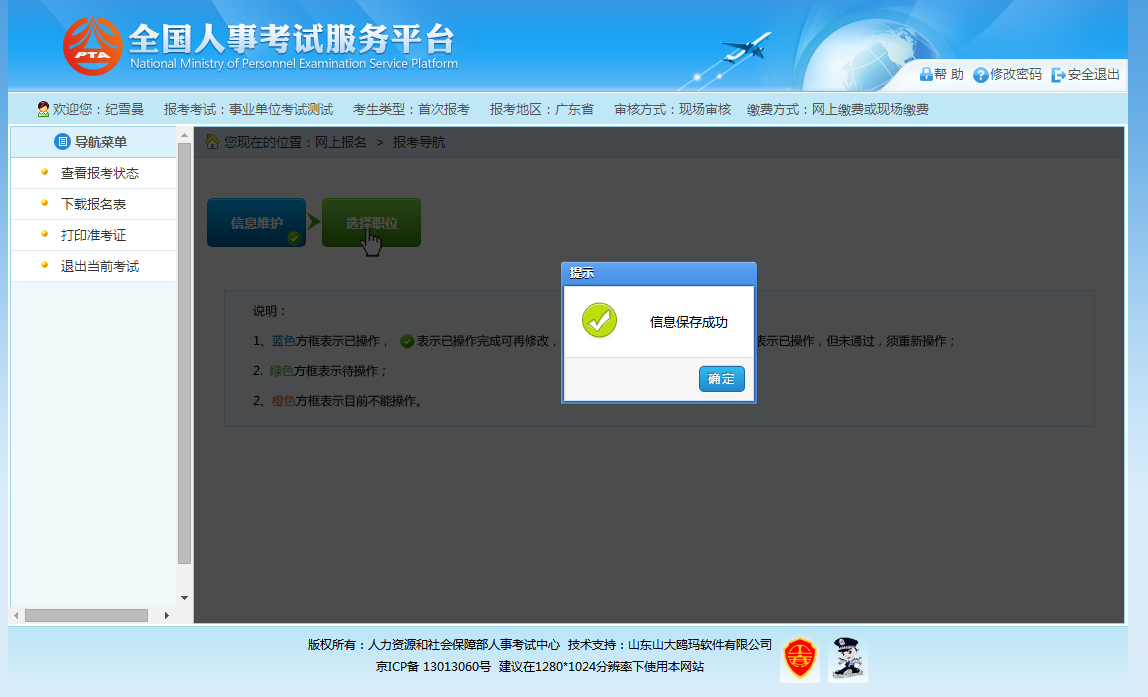 PTA
全国人事考试服务平台
National Ministry of Personnel Examination Service Platform
帮 助 修改密码 安全退出
欢迎您：纪雪曼 报考考试：事业单位考试测试 考生类型：首次报考 报考地区：广东省 审核方式：现场审核 缴费方式：网上缴费或现场缴费
导航菜单
查看报考状态
下载报名表
打印准考证
退出当前考试
您现在的位置：网上报名 > 报考导航
信息维护 选择职位
提示
信息保存成功
确定
说明：
1、蓝色方框表示已操作， 表示已操作完成可再修改， 表示已操作，但未通过，须重新操作；
2. 绿色方框表示待操作；
2、橙色方框表示目前不能操作。
版权所有：人力资源和社会保障部人事考试中心 技术支持：山东山大鸥玛软件有限公司
京ICP备 13013060号 建议在1280*1024分辨率下使用本网站